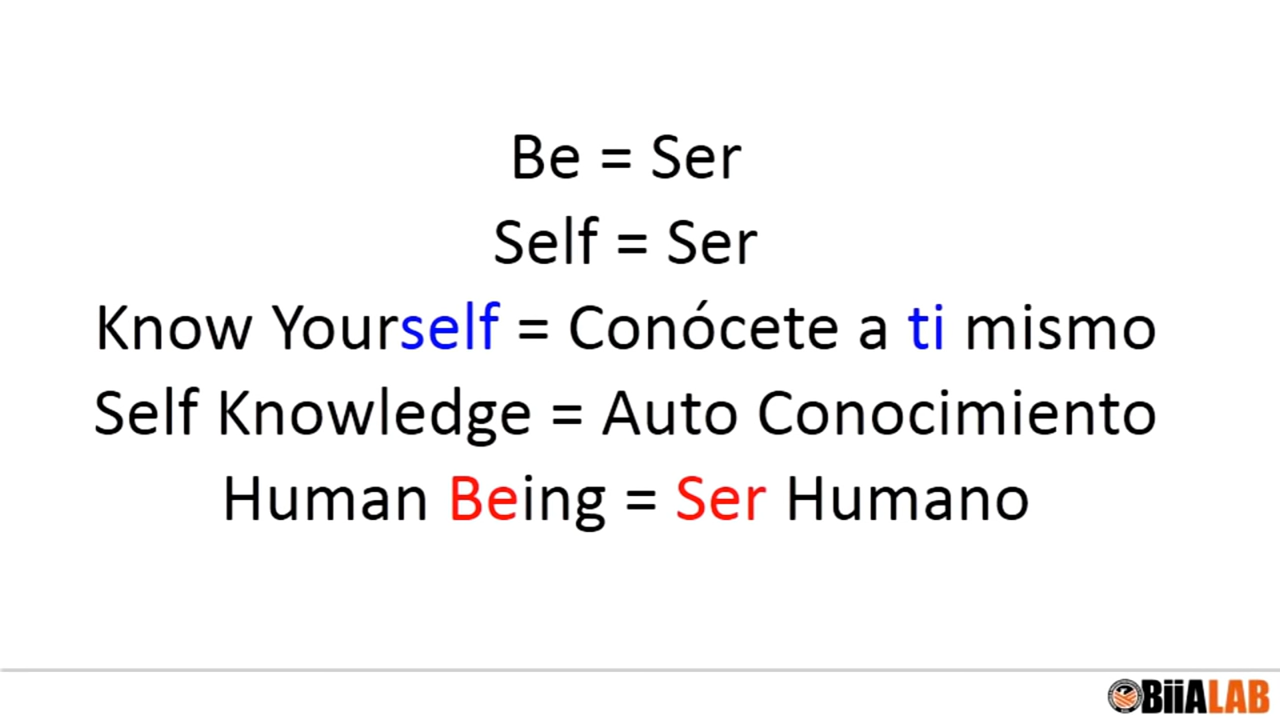 Be = Ser
Self = Ser
Know Yourself = Conócete a ti mismo
Self Knowledge = Auto Conocimiento
Human Being = Ser Humano
BiiALAB